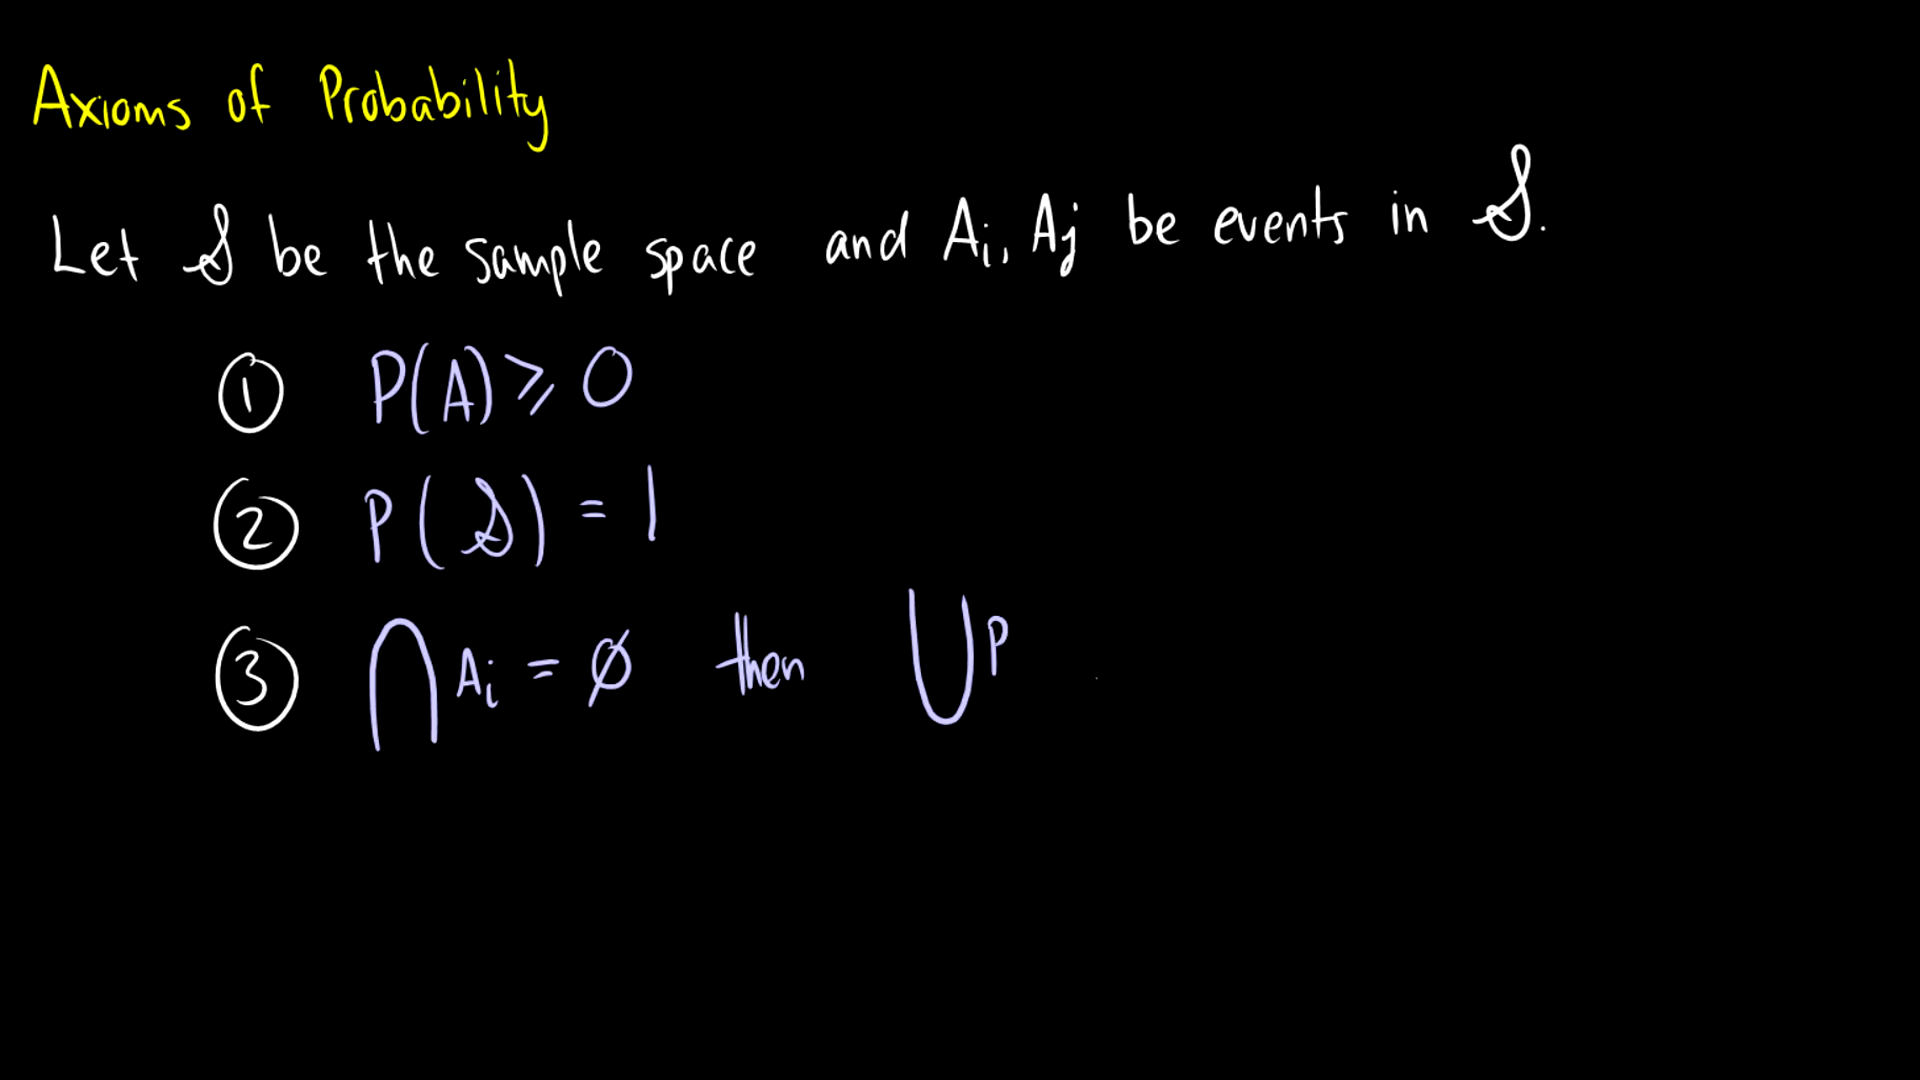 Axioms of Probability
Let 𝒮 be the sample space and Ai, Aj be events in 𝒮.
① P(A) ⩾ 0
② P(𝒮) = 1
③ ⋂ Ai = ∅ then ⋃ P